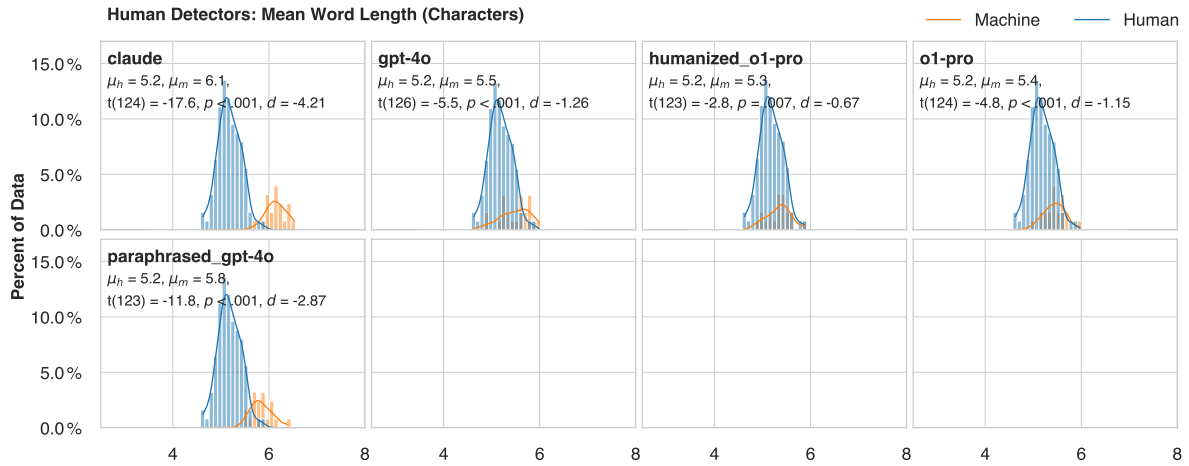 Human Detectors: Mean Word Length (Characters)
Machine
Human
Percent of Data
15.0%
10.0%
5.0%
0.0%
claude
μh = 5.2, μm = 6.1,
t(124) = -17.6, p < .001, d = -4.21
gpt-4o
μh = 5.2, μm = 5.5,
t(126) = -5.5, p < .001, d = -1.26
humanized_o1-pro
μh = 5.2, μm = 5.3,
t(123) = -2.8, p = .007, d = -0.67
o1-pro
μh = 5.2, μm = 5.4,
t(124) = -4.8, p < .001, d = -1.15
15.0%
10.0%
5.0%
0.0%
paraphrased_gpt-4o
μh = 5.2, μm = 5.8,
t(123) = -11.8, p < .001, d = -2.87
4 6 8
4 6 8
4 6 8
4 6 8